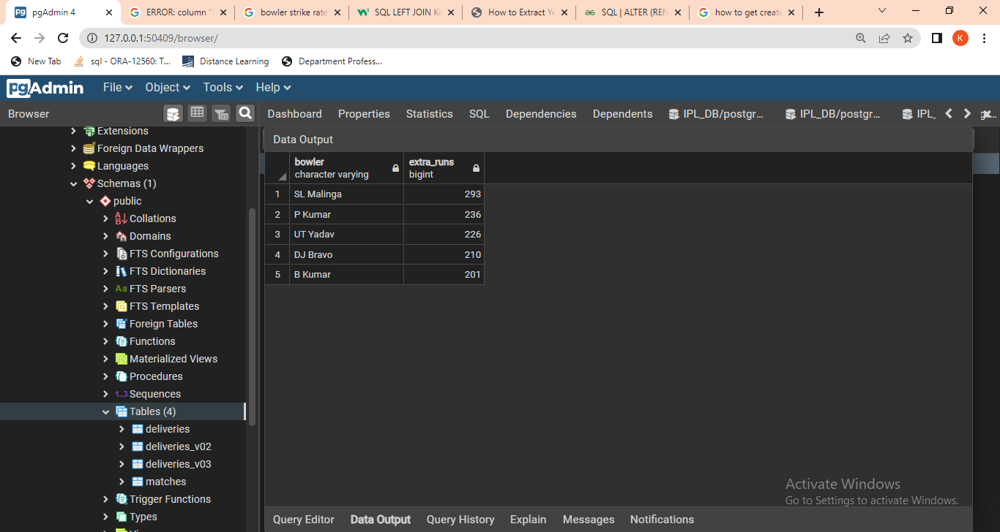 pgAdmin 4
ERROR: column "
bowler strike rate
SQL LEFT JOIN Ke
How to Extract Ye
SQL | ALTER (REN
how to get create
127.0.0.1:50409/browser/
K
New Tab
sql - ORA-12560: T...
Distance Learning
Department Profess...
pgAdmin
File
Object
Tools
Help
Browser
Dashboard
Properties
Statistics
SQL
Dependencies
Dependents
IPL_DB/postgr...
IPL_DB/postgr...
IPL_
Extensions
Foreign Data Wrappers
Languages
Schemas (1)
public
Collations
Domains
FTS Configurations
FTS Dictionaries
Aa FTS Parsers
FTS Templates
Foreign Tables
Functions
Materialized Views
Procedures
1..3 Sequences
Tables (4)
deliveries
deliveries_v02
deliveries_v03
matches
Trigger Functions
Types
Data Output
bowler
character varying
extra_runs
bigint
1 SL Malinga 293
2 P Kumar 236
3 UT Yadav 226
4 DJ Bravo 210
5 B Kumar 201
Activate Windows
Go to Settings to activate Windows.
Query Editor
Data Output
Query History
Explain
Messages
Notifications